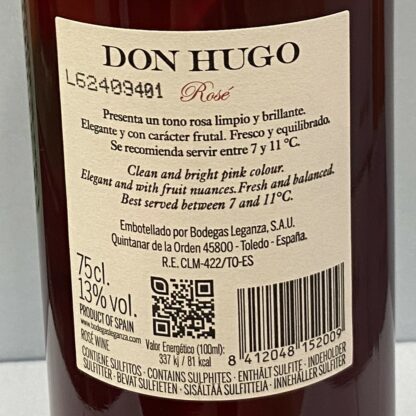 DON HUGO
L62409401
Rosé
Presenta un tono rosa limpio y brillante.
Elegante y con carácter frutal. Fresco y equilibrado.
Se recomienda servir entre 7 y 11 °C.
Clean and bright pink colour.
Elegant and with fruit nuances. Fresh and balanced.
Best served between 7 and 11°C.
Embotellado por Bodegas Leganza, S.A.U.
Quintanar de la Orden 45800 - Toledo - España.
R.E. CLM-422/TO-ES
75cl.
13% vol.
PRODUCT OF SPAIN
www.bodegasleganza.com
ROSÉ WINE
Valor Energético (100ml):
337 kj / 81 kcal
8 412048 152009
CONTIENE SULFITOS - CONTAINS SULPHITES - ENTHÄLT SULFITE - INDEHOLDER
SULFITTER - BEVAT SULFIETEN - SISÄLTÄÄ SULFITTEIA - INNEHÅLLER SULFITER